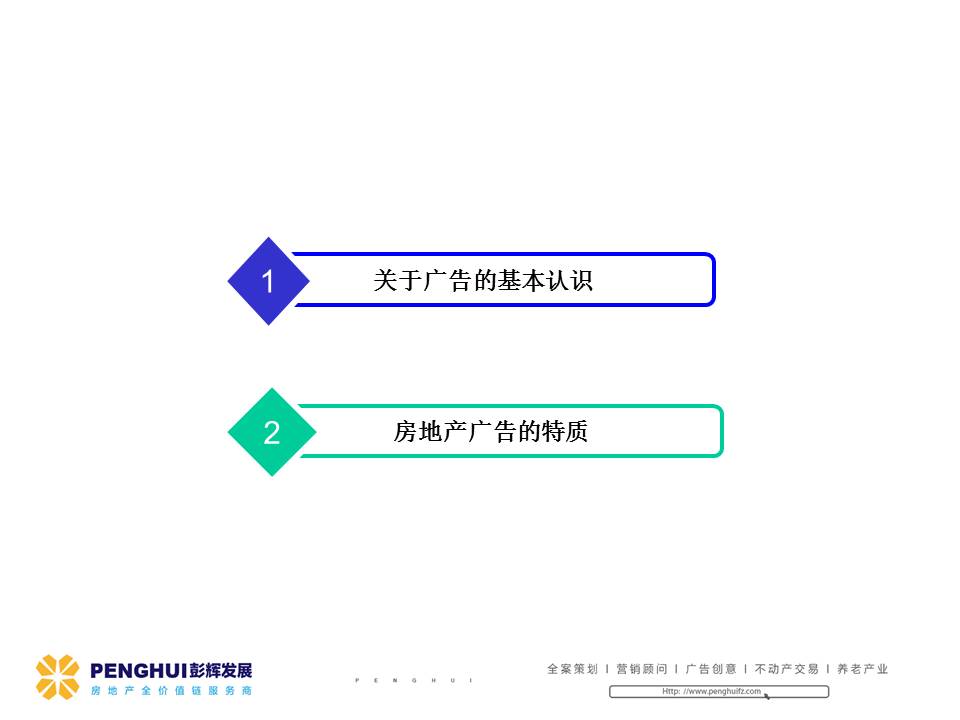 1
关于广告的基本认识
2
房地产广告的特质
PENGHUI彭辉发展
房地产全价值链服务商
PENGHUI
全案策划 I 营销顾问 I 广告创意 I 不动产交易 I 养老产业
Http: //www.penghuifz.com